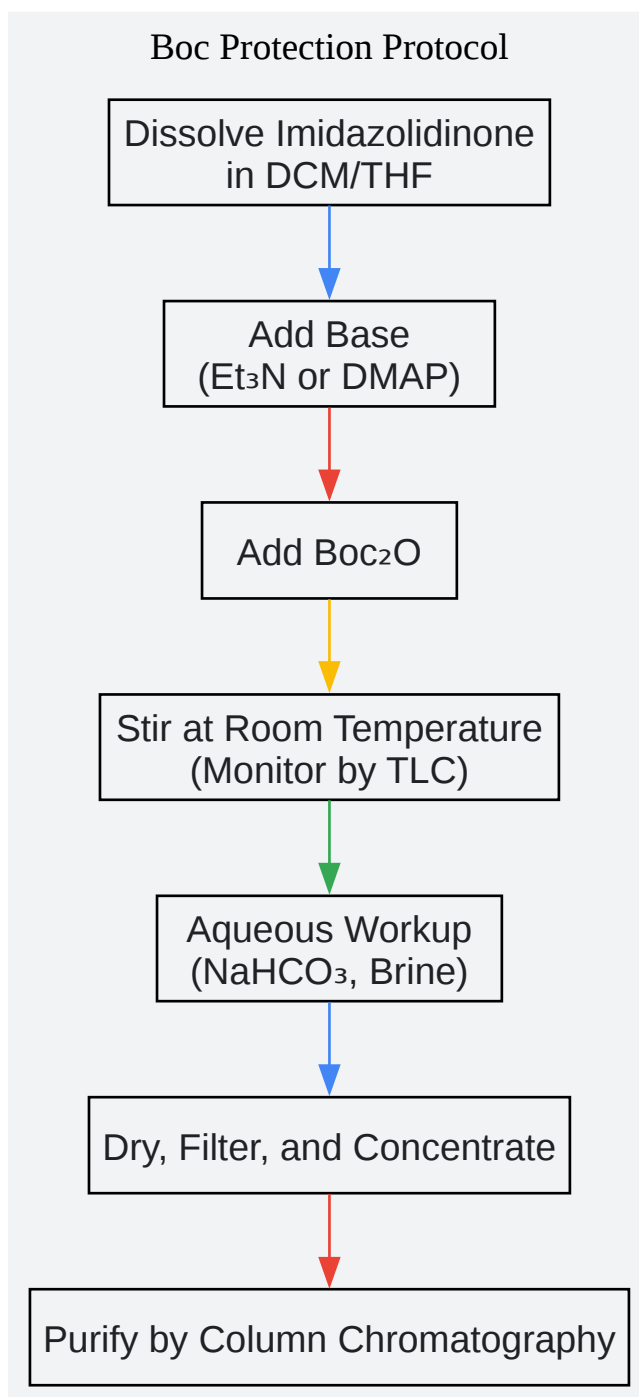 Boc Protection Protocol
Dissolve Imidazolidinone
in DCM/THF
Add Base
(Et₃N or DMAP)
Add Boc₂O
Stir at Room Temperature
(Monitor by TLC)
Aqueous Workup
(NaHCO₃, Brine)
Dry, Filter, and Concentrate
Purify by Column Chromatography